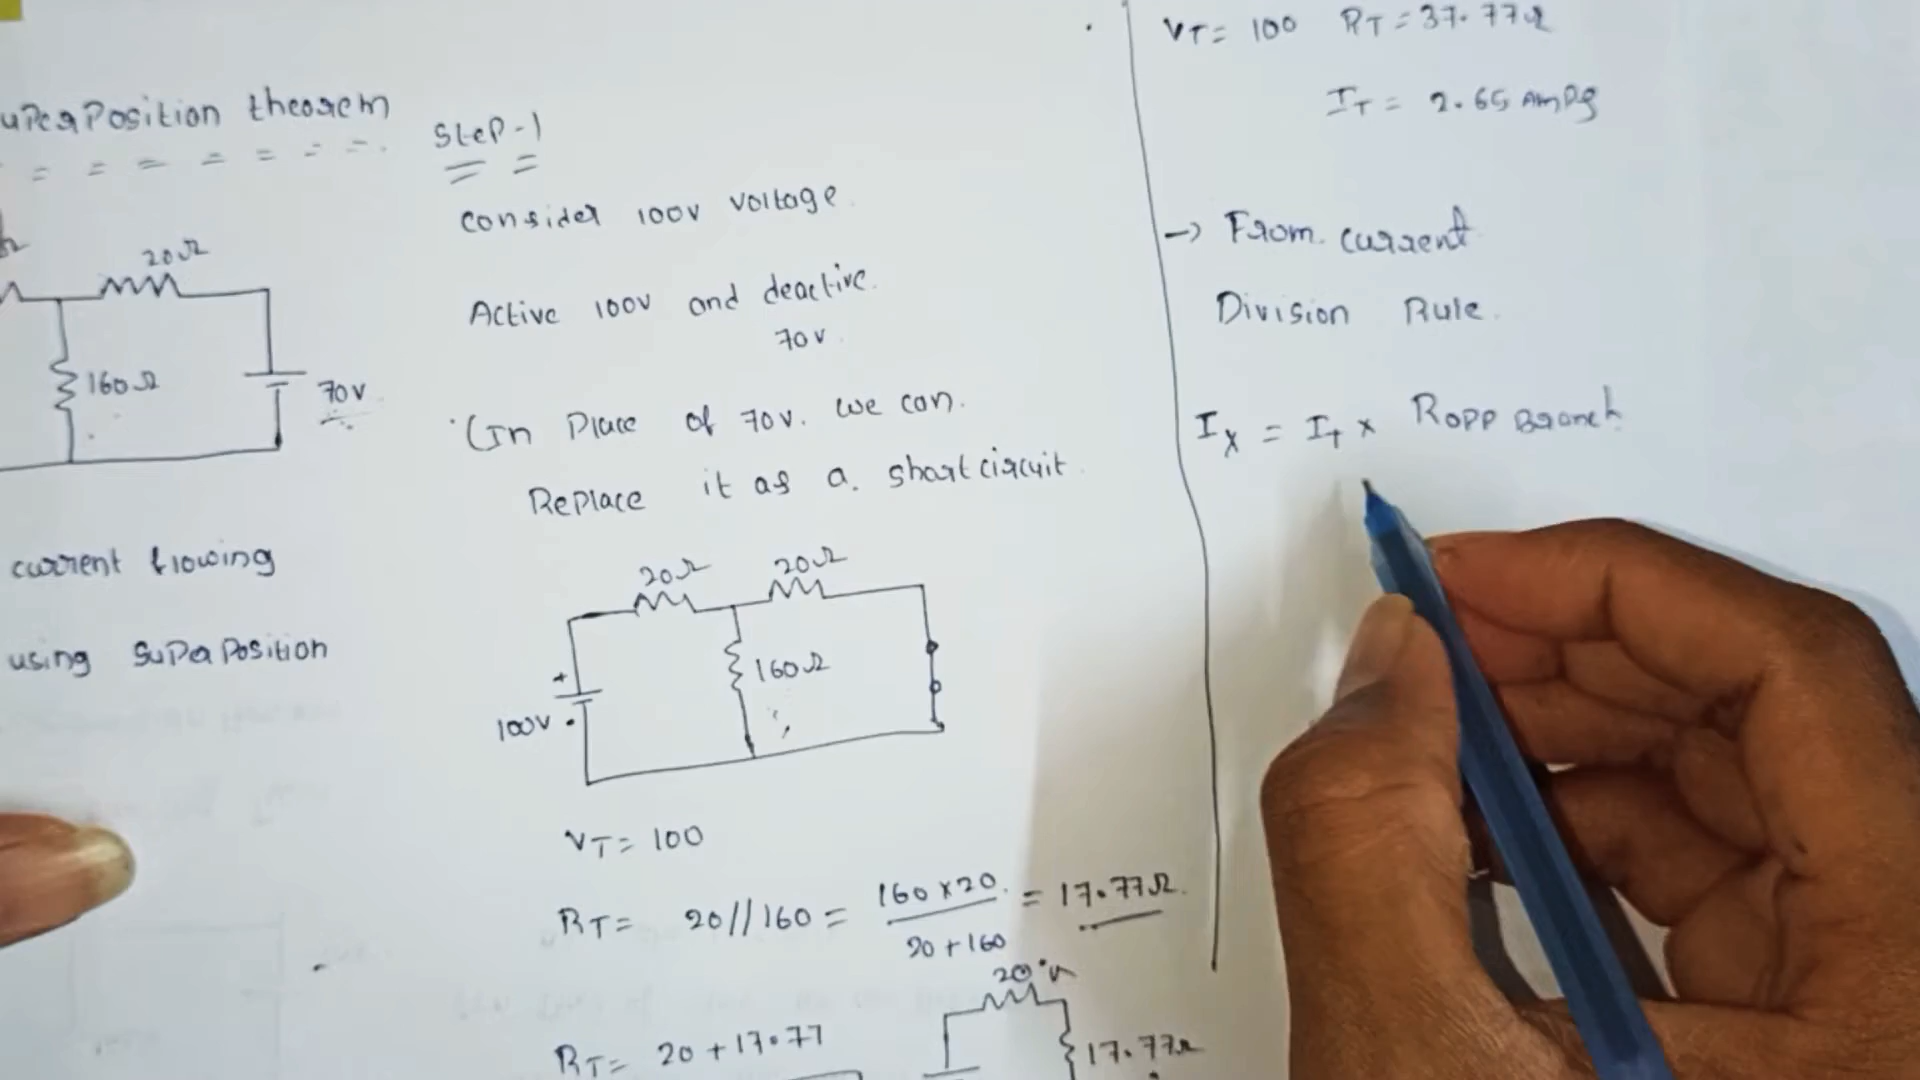 uperPosition theorem
20Ω
160Ω
70V
current flowing
using SuperPosition
Step-1
consider 100V voltage
Active 100V and deactive.
70V
(In Place of 70V. we can.
Replace it as a. short circuit
20Ω 20Ω
+
160Ω
100V
VT = 100
RT = 20//160 = 160×20 / 20+160 = 17.77Ω
RT = 20+17.77
20
17.77Ω
VT = 100 RT = 37.77Ω
IT = 2.65 Amps
→ From current
Division Rule.
Ix = IT × Ropp Branch